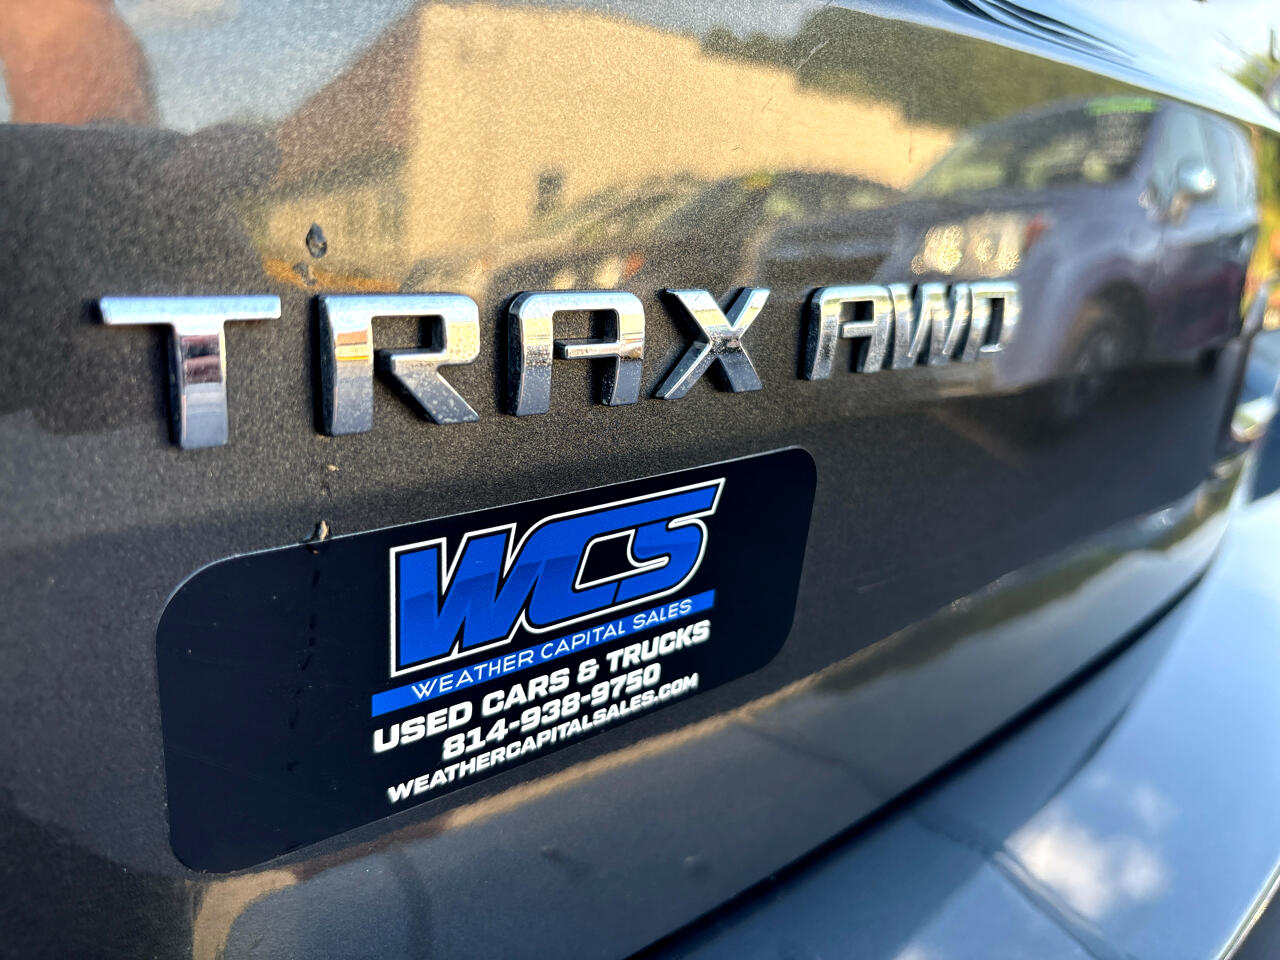 TRAX AWD
WCS
WEATHER CAPITAL SALES
USED CARS & TRUCKS
814-938-9750
WEATHERCAPITALSALES.COM